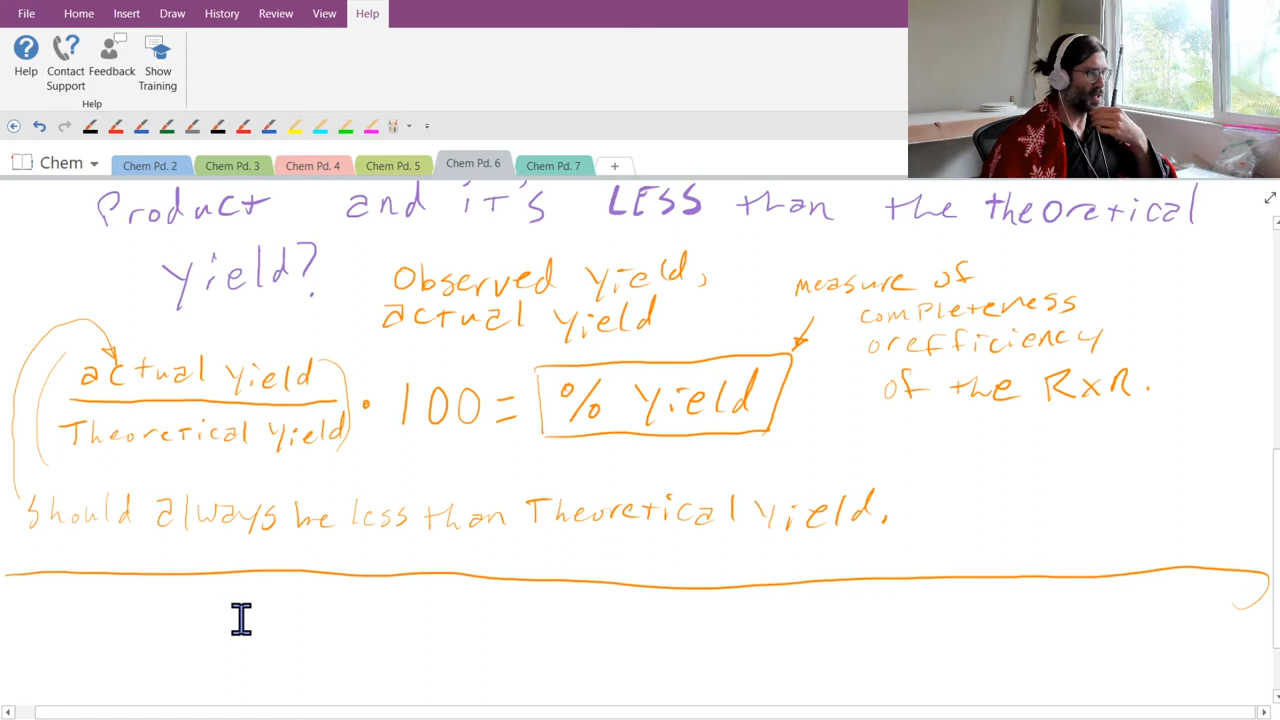 File Home Insert Draw History Review View Help
Help Contact Support Feedback Show Training
Help
Chem Chem Pd. 2 Chem Pd. 3 Chem Pd. 4 Chem Pd. 5 Chem Pd. 6 Chem Pd. 7 +
Product and it's LESS than the theoretical
yield?
Observed yield,
actual yield
measure of
completeness
or efficiency
of the RxR.
actual yield
Theoretical yield
• 100 = % yield
Should always be less than Theoretical yield.